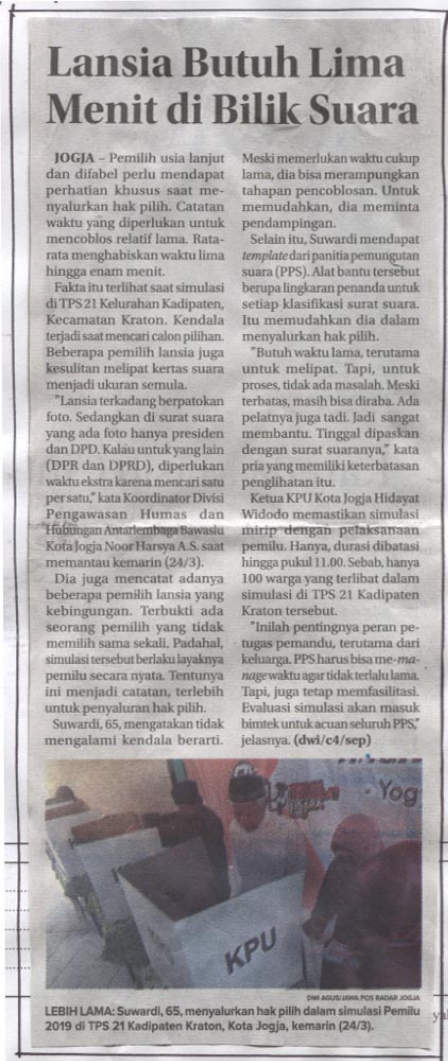 Lansia Butuh Lima
Menit di Bilik Suara
JOGJA – Pemilih usia lanjut
dan difabel perlu mendapat
perhatian khusus saat me-
nyalurkan hak pilih. Catatan
waktu yang diperlukan untuk
mencoblos relatif lama. Rata-
rata menghabiskan waktu lima
hingga enam menit.
Fakta itu terlihat saat simulasi
di TPS 21 Kelurahan Kadipaten,
Kecamatan Kraton. Kendala
terjadi saat mencari calon pilihan.
Beberapa pemilih lansia juga
kesulitan melipat kertas suara
menjadi ukuran semula.
"Lansia terkadang berpatokan
foto. Sedangkan di surat suara
yang ada foto hanya presiden
dan DPD. Kalau untuk yang lain
(DPR dan DPRD), diperlukan
waktu ekstra karena mencari satu
per satu," kata Koordinator Divisi
Pengawasan Humas dan
Hubungan Antarlembaga Bawaslu
Kota Jogja Noor Harsya A.S. saat
memantau kemarin (24/3).
Dia juga mencatat adanya
beberapa pemilih lansia yang
kebingungan. Terbukti ada
seorang pemilih yang tidak
memilih sama sekali. Padahal,
simulasi tersebut berlaku layaknya
pemilu secara nyata. Tentunya
ini menjadi catatan, terlebih
untuk penyaluran hak pilih.
Suwardi, 65, mengatakan tidak
mengalami kendala berarti.
Meski memerlukan waktu cukup
lama, dia bisa merampungkan
tahapan pencoblosan. Untuk
memudahkan, dia meminta
pendampingan.
Selain itu, Suwardi mendapat
template dari panitia pemungutan
suara (PPS). Alat bantu tersebut
berupa lingkaran penanda untuk
setiap klasifikasi surat suara.
Itu memudahkan dia dalam
menyalurkan hak pilih.
"Butuh waktu lama, terutama
untuk melipat. Tapi, untuk
proses, tidak ada masalah. Meski
terbatas, masih bisa diraba. Ada
pelatnya juga tadi. Jadi sangat
membantu. Tinggal dipaskan
dengan surat suaranya," kata
pria yang memiliki keterbatasan
penglihatan itu.
Ketua KPU Kota Jogja Hidayat
Widodo memastikan simulasi
mirip dengan pelaksanaan
pemilu. Hanya, durasi dibatasi
hingga pukul 11.00. Sebab, hanya
100 warga yang terlibat dalam
simulasi di TPS 21 Kadipaten
Kraton tersebut.
"Inilah pentingnya peran pe-
tugas pemandu, terutama dari
keluarga. PPS harus bisa me-ma-
nage waktu agar tidak terlalu lama.
Tapi, juga tetap memfasilitasi.
Evaluasi simulasi akan masuk
bimtek untuk acuan seluruh PPS,"
jelasnya. (dwi/c4/sep)
Yog
KPU
DWI AGUS/JAWA POS RADAR JOGJA
LEBIH LAMA: Suwardi, 65, menyalurkan hak pilih dalam simulasi Pemilu
2019 di TPS 21 Kadipaten Kraton, Kota Jogja, kemarin (24/3).